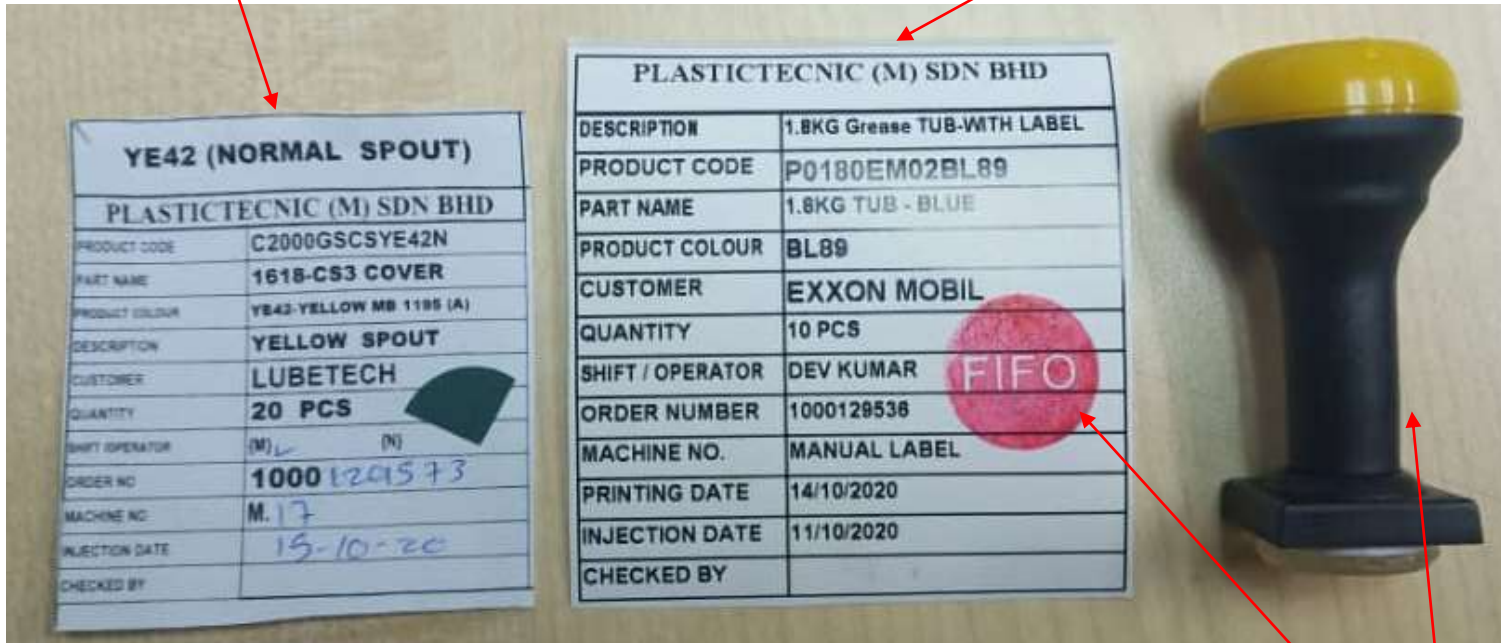 YE42 (NORMAL SPOUT)
PLASTICTECNIC (M) SDN BHD
PRODUCT CODE C2000GSCSYE42N
PART NAME 1618-CS3 COVER
PRODUCT COLOUR YE42-YELLOW MB 1195 (A)
DESCRIPTION YELLOW SPOUT
CUSTOMER LUBETECH
QUANTITY 20 PCS
SHIFT /OPERATOR (M) (N)
ORDER NO 1000129573
MACHINE NO M. 17
INJECTION DATE 15-10-20
CHECKED BY
PLASTICTECNIC (M) SDN BHD
DESCRIPTION 1.8KG Grease TUB-WITH LABEL
PRODUCT CODE P0180EM02BL89
PART NAME 1.8KG TUB - BLUE
PRODUCT COLOUR BL89
CUSTOMER EXXON MOBIL
QUANTITY 10 PCS
SHIFT / OPERATOR DEV KUMAR
FIFO
ORDER NUMBER 1000129536
MACHINE NO. MANUAL LABEL
PRINTING DATE 14/10/2020
INJECTION DATE 11/10/2020
CHECKED BY